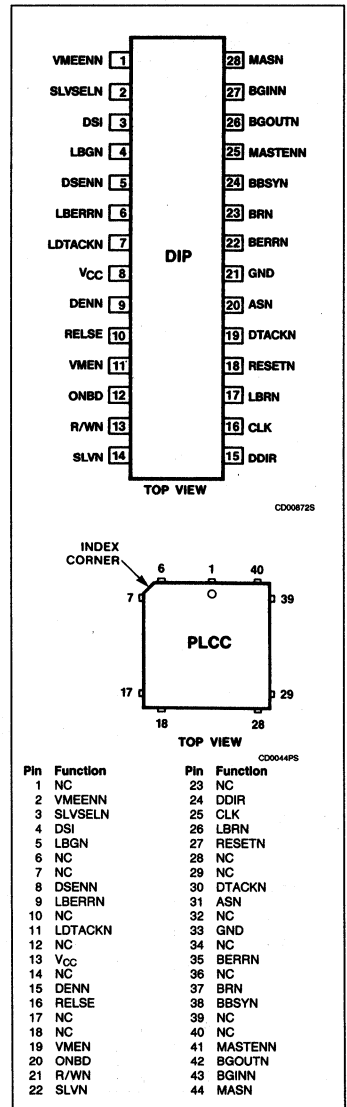 VMEENN 1 28 MASN
SLVSELN 2 27 BGINN
DSI 3 26 BGOUTN
LBGN 4 25 MASTENN
DSENN 5 24 BBSYN
LBERRN 6 23 BRN
LDTACKN 7 22 BERRN
VCC 8 21 GND
DENN 9 20 ASN
RELSE 10 19 DTACKN
VMEN 11 18 RESETN
ONBD 12 17 LBRN
R/WN 13 16 CLK
SLVN 14 15 DDIR
DIP
TOP VIEW
CD00872S
INDEX
CORNER
6 1 40
7 39
PLCC
17 29
18 28
TOP VIEW
CD0044PS
Pin Function Pin Function
1 NC 23 NC
2 VMEENN 24 DDIR
3 SLVSELN 25 CLK
4 DSI 26 LBRN
5 LBGN 27 RESETN
6 NC 28 NC
7 NC 29 NC
8 DSENN 30 DTACKN
9 LBERRN 31 ASN
10 NC 32 NC
11 LDTACKN 33 GND
12 NC 34 NC
13 VCC 35 BERRN
14 NC 36 NC
15 DENN 37 BRN
16 RELSE 38 BBSYN
17 NC 39 NC
18 NC 40 NC
19 VMEN 41 MASTENN
20 ONBD 42 BGOUTN
21 R/WN 43 BGINN
22 SLVN 44 MASN